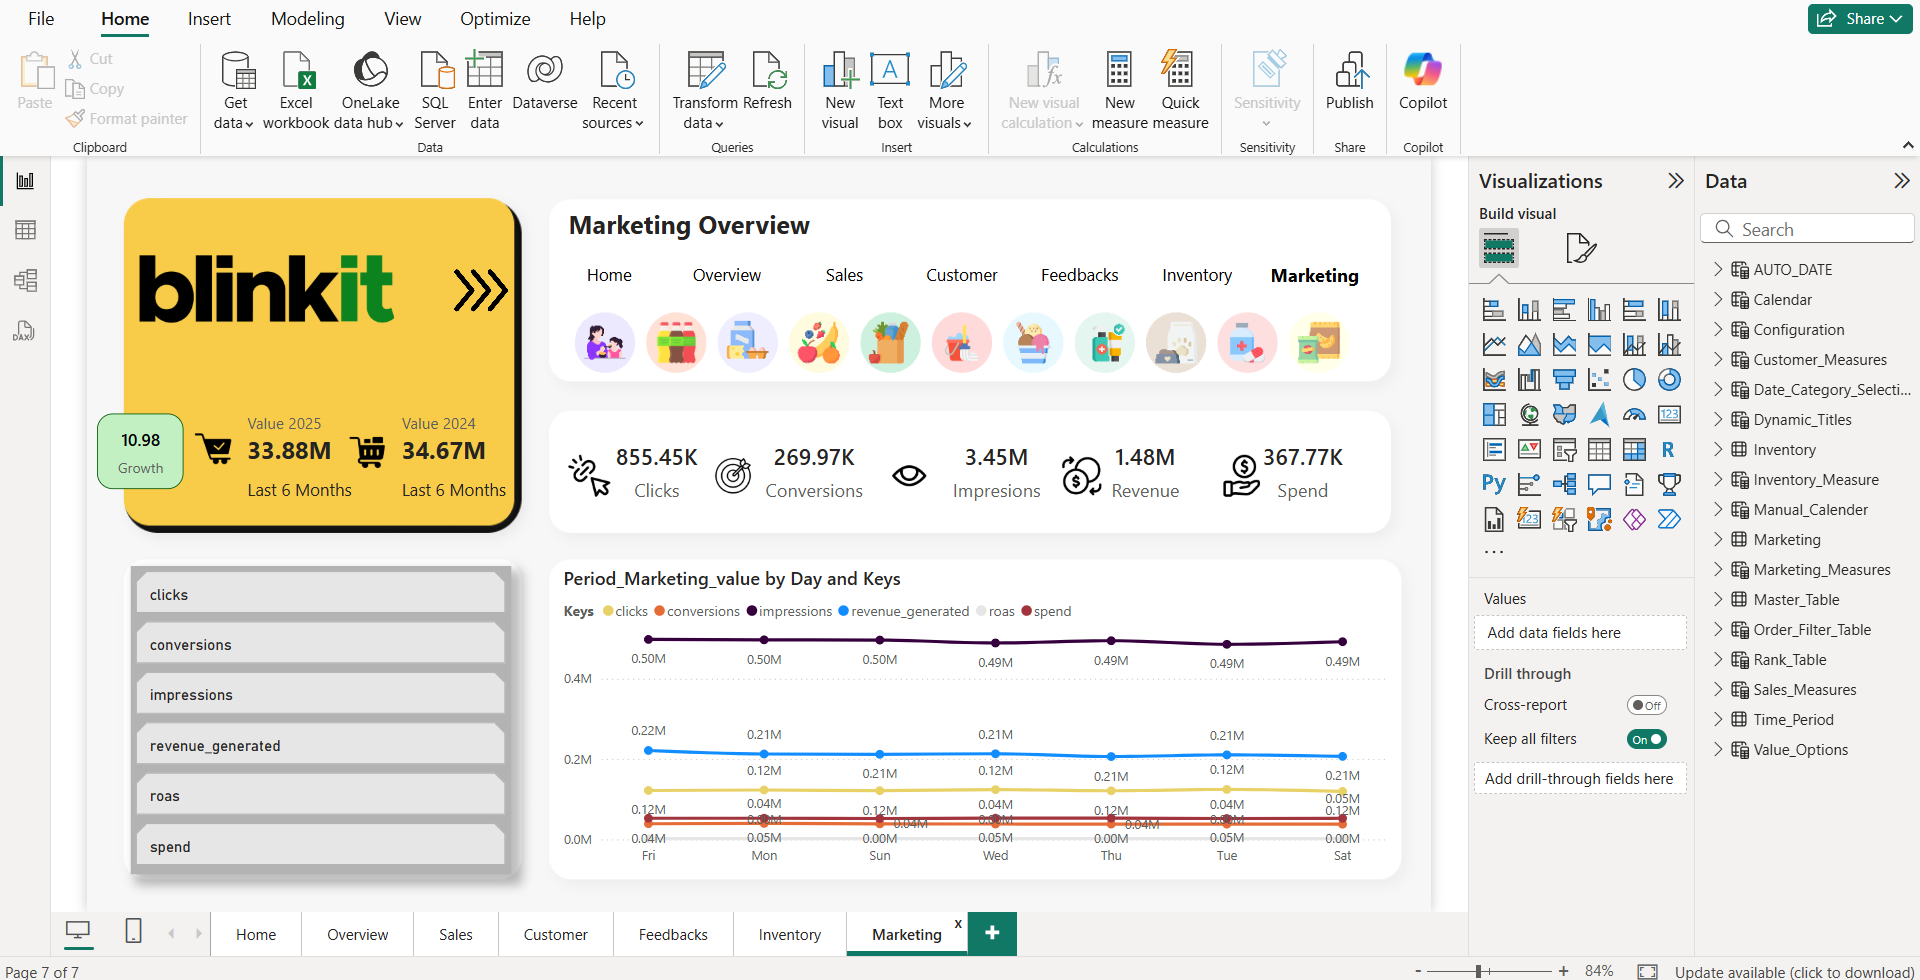 File Home Insert Modeling View Optimize Help
Share
Paste
Cut
Copy
Format painter
Clipboard
Get data
Excel workbook
OneLake data hub
SQL Server
Enter data
Dataverse
Recent sources
Data
Transform data
Refresh
Queries
New visual
Text box
More visuals
Insert
New visual calculation
New measure
Quick measure
Calculations
Sensitivity
Sensitivity
Publish
Share
Copilot
Copilot
DAX
blinkit
10.98
Growth
Value 2025
33.88M
Last 6 Months
Value 2024
34.67M
Last 6 Months
Marketing Overview
Home Overview Sales Customer Feedbacks Inventory Marketing
855.45K
Clicks
269.97K
Conversions
3.45M
Impresions
1.48M
Revenue
367.77K
Spend
clicks
conversions
impressions
revenue_generated
roas
spend
Period_Marketing_value by Day and Keys
Keys clicks conversions impressions revenue_generated roas spend
0.50M 0.50M 0.50M 0.49M 0.49M 0.49M 0.49M
0.4M
0.22M 0.21M 0.21M 0.21M
0.2M
0.12M 0.21M 0.12M 0.21M 0.12M 0.21M
0.12M 0.04M 0.12M 0.04M 0.12M 0.04M 0.05M
0.12M
0.04M 0.04M
0.0M
0.04M 0.05M 0.00M 0.05M 0.00M 0.05M 0.00M
Fri Mon Sun Wed Thu Tue Sat
Visualizations
Build visual
123
R
Py
123
...
Values
Add data fields here
Drill through
Cross-report
Off
Keep all filters
On
Add drill-through fields here
Data
Search
AUTO_DATE
Calendar
Configuration
Customer_Measures
Date_Category_Selecti...
Dynamic_Titles
Inventory
Inventory_Measure
Manual_Calender
Marketing
Marketing_Measures
Master_Table
Order_Filter_Table
Rank_Table
Sales_Measures
Time_Period
Value_Options
Home Overview Sales Customer Feedbacks Inventory Marketing x +
Page 7 of 7
- + 84%
Update available (click to download)